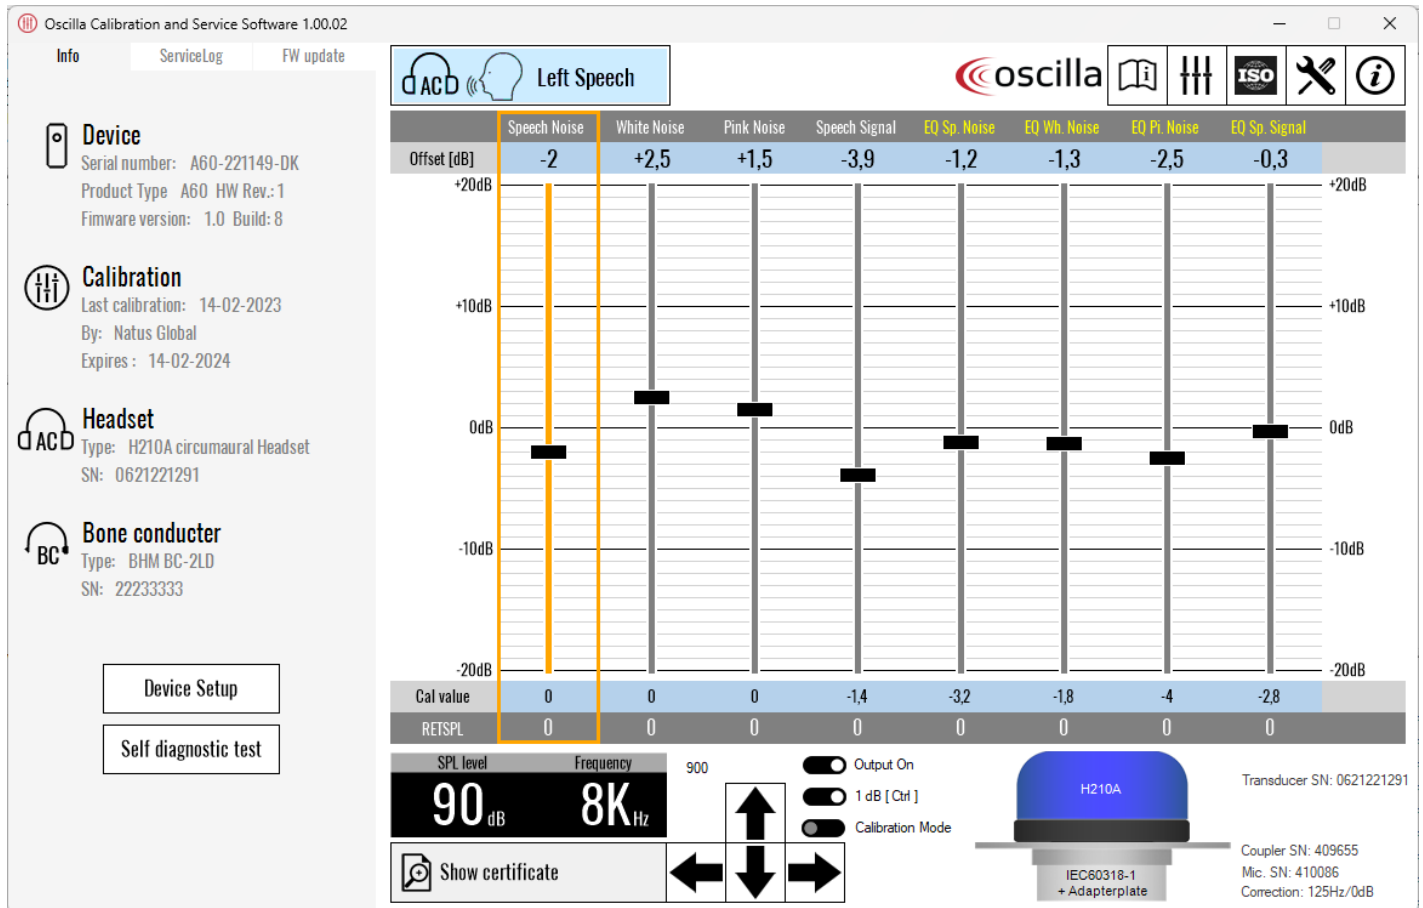 Oscilla Calibration and Service Software 1.00.02
Info ServiceLog FW update
Device
Serial number: A60-221149-DK
Product Type A60 HW Rev.: 1
Fimware version: 1.0 Build: 8
Calibration
Last calibration: 14-02-2023
By: Natus Global
Expires : 14-02-2024
AC
Headset
Type: H210A circumaural Headset
SN: 0621221291
BC
Bone conducter
Type: BHM BC-2LD
SN: 22233333
Device Setup
Self diagnostic test
AC Left Speech
oscilla
i ISO i
Speech Noise White Noise Pink Noise Speech Signal EQ Sp. Noise EQ Wh. Noise EQ Pi. Noise EQ Sp. Signal
Offset [dB] -2 +2,5 +1,5 -3,9 -1,2 -1,3 -2,5 -0,3
+20dB +20dB
+10dB +10dB
0dB 0dB
-10dB -10dB
-20dB -20dB
Cal value 0 0 0 -1,4 -3,2 -1,8 -4 -2,8
RETSPL 0 0 0 0 0 0 0 0
SPL level Frequency
90 dB 8K Hz
900
Output On
1 dB [ Ctrl ]
Calibration Mode
Show certificate
H210A
IEC60318-1
+ Adapterplate
Transducer SN: 0621221291
Coupler SN: 409655
Mic. SN: 410086
Correction: 125Hz/0dB